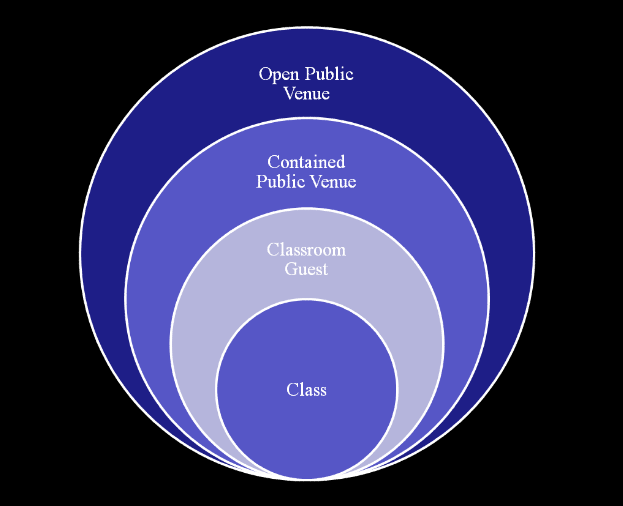 Open Public
Venue
Contained
Public Venue
Classroom
Guest
Class